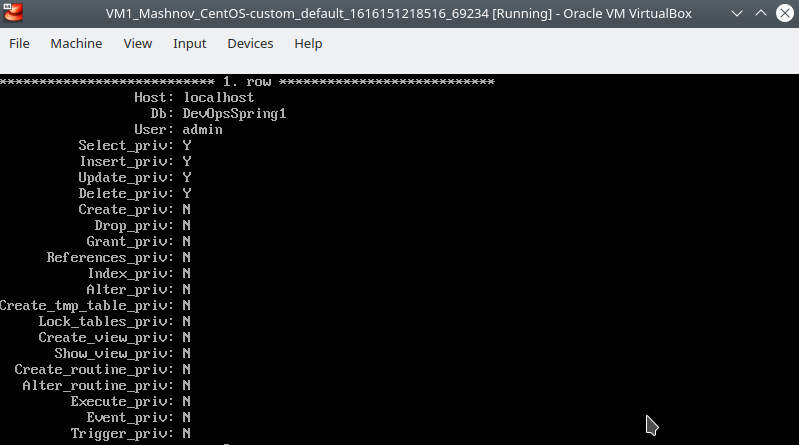 VM1_Mashnov_CentOS-custom_default_1616151218516_69234 [Running] - Oracle VM VirtualBox
File Machine View Input Devices Help
*************************** 1. row ***************************
Host: localhost
Db: DevOpsSpring1
User: admin
Select_priv: Y
Insert_priv: Y
Update_priv: Y
Delete_priv: Y
Create_priv: N
Drop_priv: N
Grant_priv: N
References_priv: N
Index_priv: N
Alter_priv: N
Create_tmp_table_priv: N
Lock_tables_priv: N
Create_view_priv: N
Show_view_priv: N
Create_routine_priv: N
Alter_routine_priv: N
Execute_priv: N
Event_priv: N
Trigger_priv: N